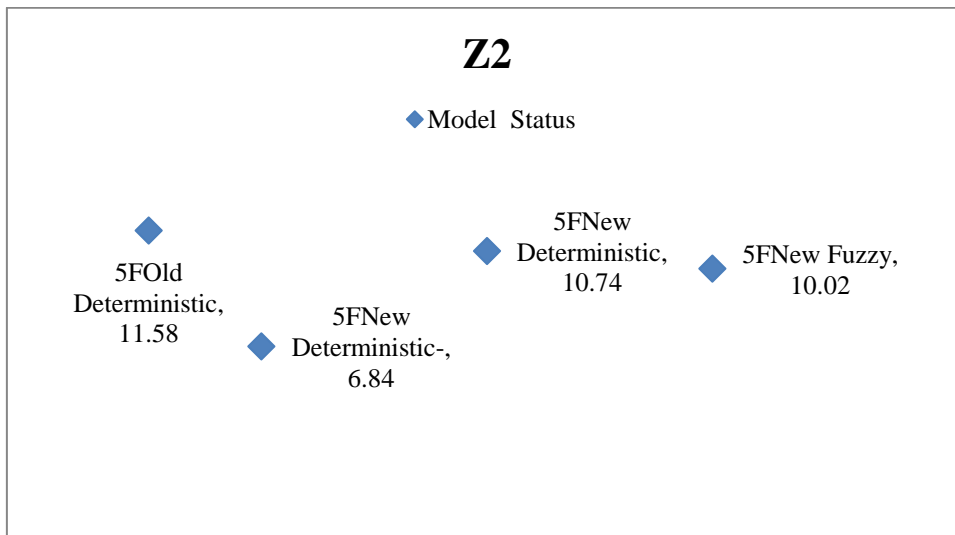 Z2
Model Status
5FOld
Deterministic,
11.58
5FNew
Deterministic-,
6.84
5FNew
Deterministic,
10.74
5FNew Fuzzy,
10.02